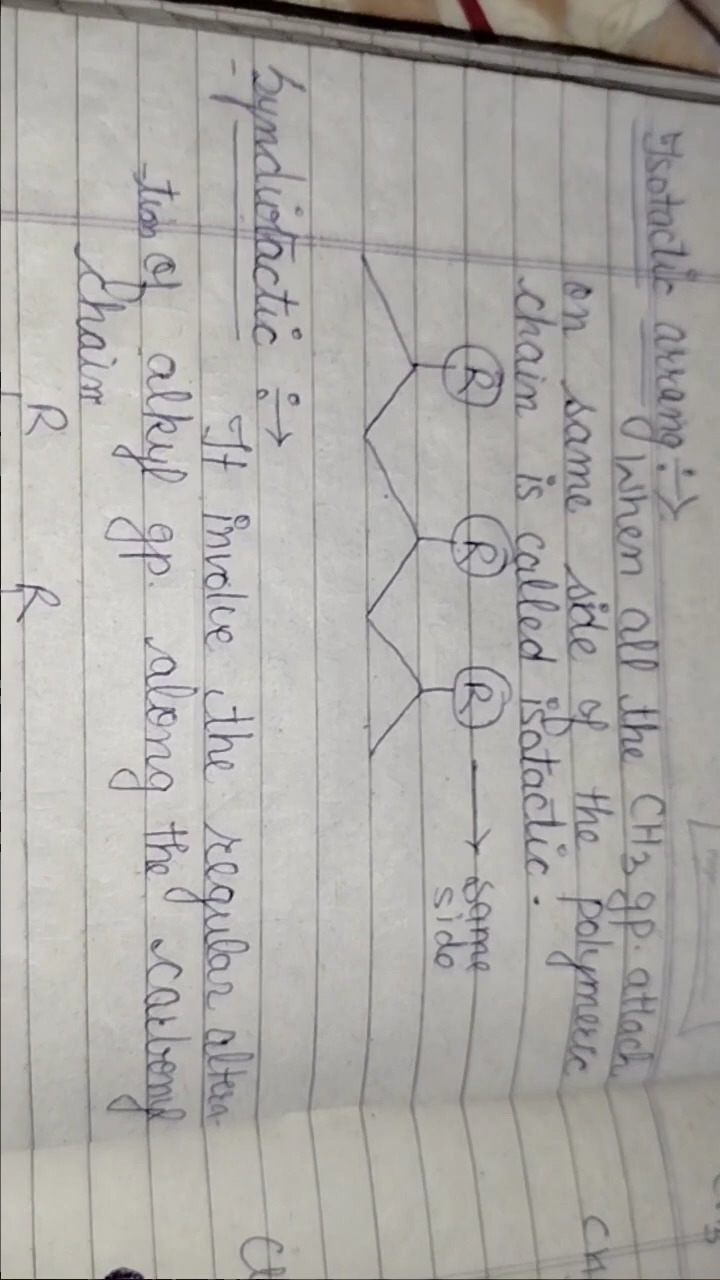 Isotactic arrang ÷→
When all the CH3 gp. attach
on same side of the polymeric
chain is called isotactic.
R R R → same
side
Syndiotactic ÷→
It involve the regular altera-
-tion of alkyl gp. along the carbonyl
chain
R R